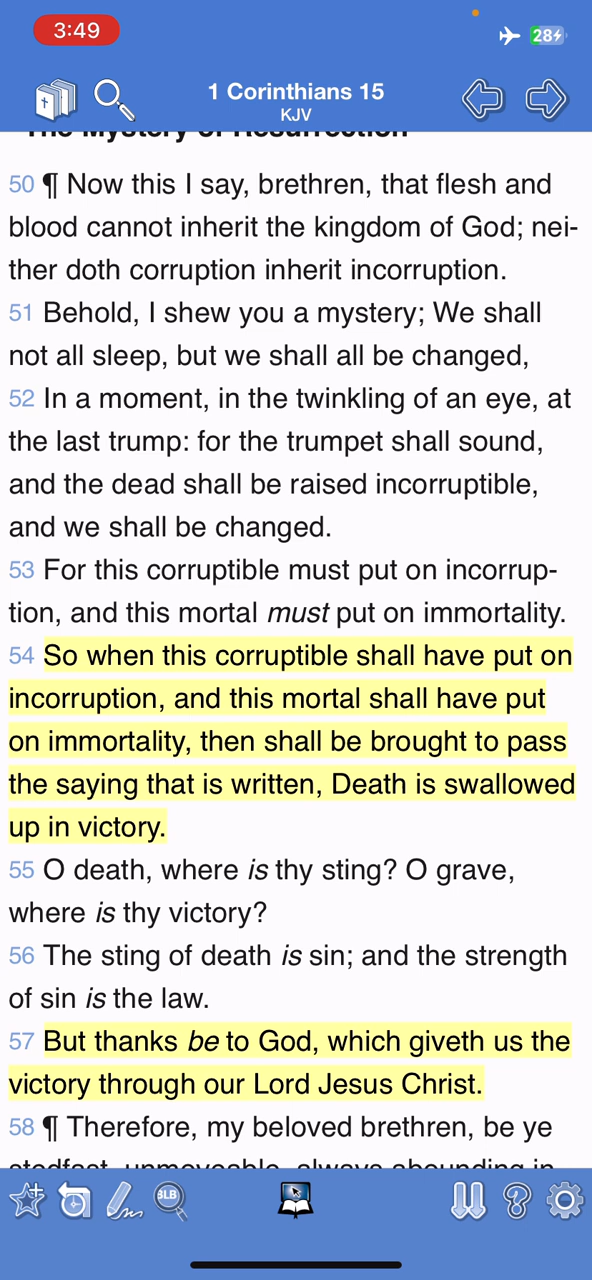 3:49
28
1 Corinthians 15
KJV
The Mystery of Resurrection
50 ¶ Now this I say, brethren, that flesh and
blood cannot inherit the kingdom of God; nei-
ther doth corruption inherit incorruption.
51 Behold, I shew you a mystery; We shall
not all sleep, but we shall all be changed,
52 In a moment, in the twinkling of an eye, at
the last trump: for the trumpet shall sound,
and the dead shall be raised incorruptible,
and we shall be changed.
53 For this corruptible must put on incorrup-
tion, and this mortal must put on immortality.
54 So when this corruptible shall have put on
incorruption, and this mortal shall have put
on immortality, then shall be brought to pass
the saying that is written, Death is swallowed
up in victory.
55 O death, where is thy sting? O grave,
where is thy victory?
56 The sting of death is sin; and the strength
of sin is the law.
57 But thanks be to God, which giveth us the
victory through our Lord Jesus Christ.
58 ¶ Therefore, my beloved brethren, be ye
stedfast, unmoveable, always abounding in
BLB